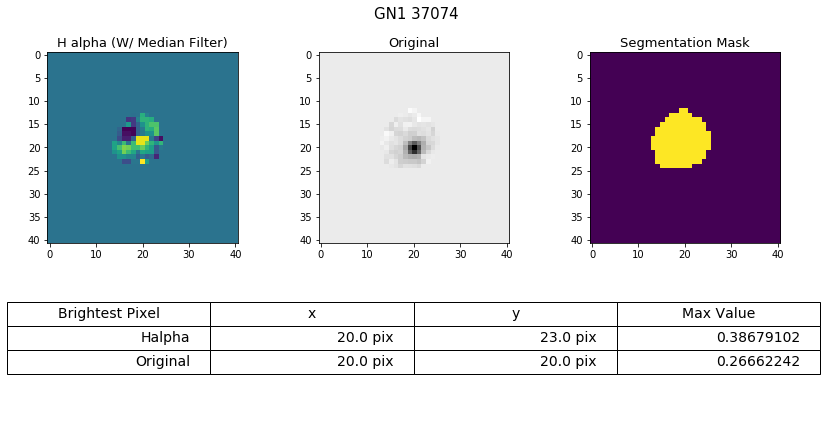 GN1 37074
H alpha (W/ Median Filter) Original Segmentation Mask
0 0 0
5 5 5
10 10 10
15 15 15
20 20 20
25 25 25
30 30 30
35 35 35
40 40 40
0 10 20 30 40 0 10 20 30 40 0 10 20 30 40
Brightest Pixel x y Max Value
Halpha 20.0 pix 23.0 pix 0.38679102
Original 20.0 pix 20.0 pix 0.26662242